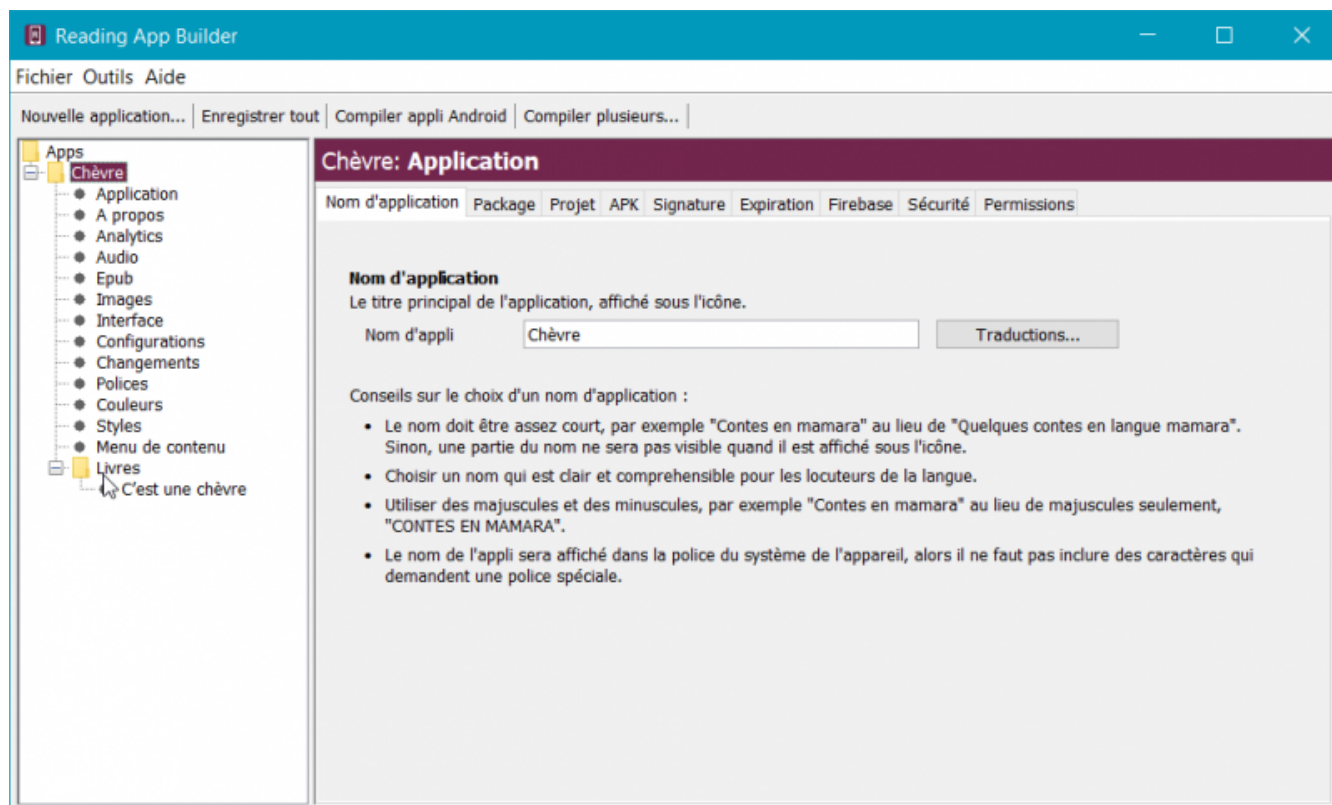 Reading App Builder
Fichier Outils Aide
Nouvelle application... Enregistrer tout Compiler appli Android Compiler plusieurs...
Apps
Chèvre
Application
A propos
Analytics
Audio
Epub
Images
Interface
Configurations
Changements
Polices
Couleurs
Styles
Menu de contenu
Livres
C'est une chèvre
Chèvre: Application
Nom d'application Package Projet APK Signature Expiration Firebase Sécurité Permissions
Nom d'application
Le titre principal de l'application, affiché sous l'icône.
Nom d'appli Chèvre Traductions...
Conseils sur le choix d'un nom d'application :
• Le nom doit être assez court, par exemple "Contes en mamara" au lieu de "Quelques contes en langue mamara".
Sinon, une partie du nom ne sera pas visible quand il est affiché sous l'icône.
• Choisir un nom qui est clair et comprehensible pour les locuteurs de la langue.
• Utiliser des majuscules et des minuscules, par exemple "Contes en mamara" au lieu de majuscules seulement,
"CONTES EN MAMARA".
• Le nom de l'appli sera affiché dans la police du système de l'appareil, alors il ne faut pas inclure des caractères qui
demandent une police spéciale.